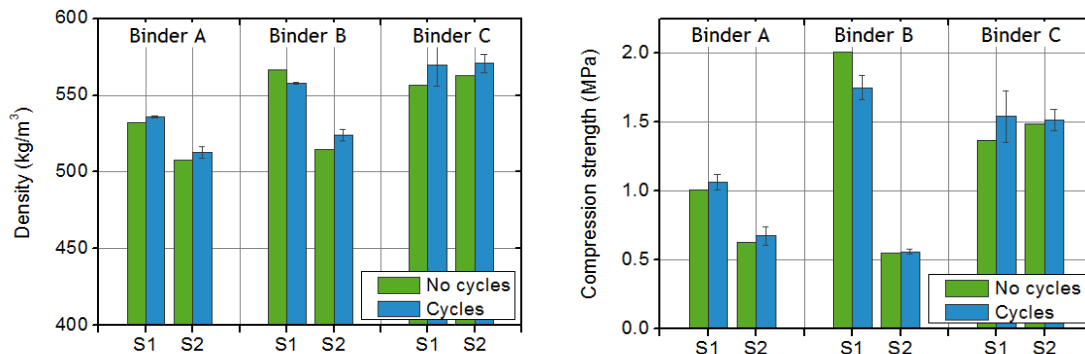 600
550
500
450
400
Density (kg/m³)
Binder A
Binder B
Binder C
No cycles
Cycles
S1 S2 S1 S2 S1 S2
2.0
1.5
1.0
0.5
0.0
Compression strength (MPa)
Binder A
Binder B
Binder C
No cycles
Cycles
S1 S2 S1 S2 S1 S2